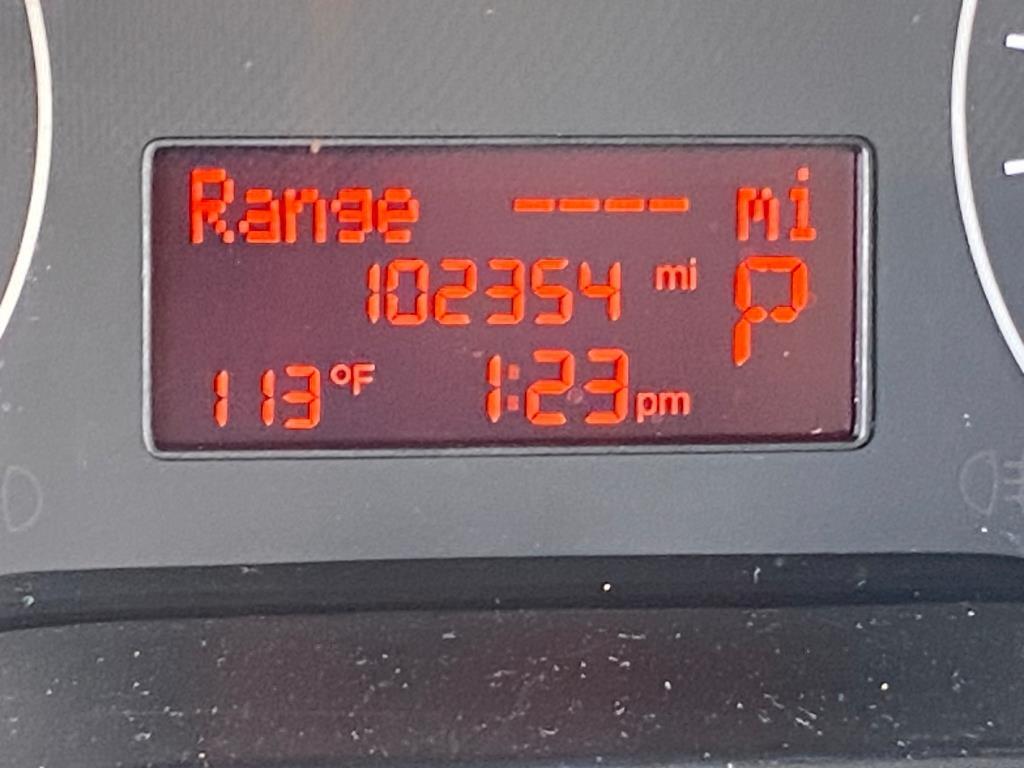 Range ---- mi
102354 mi P
113 °F 1:23 pm